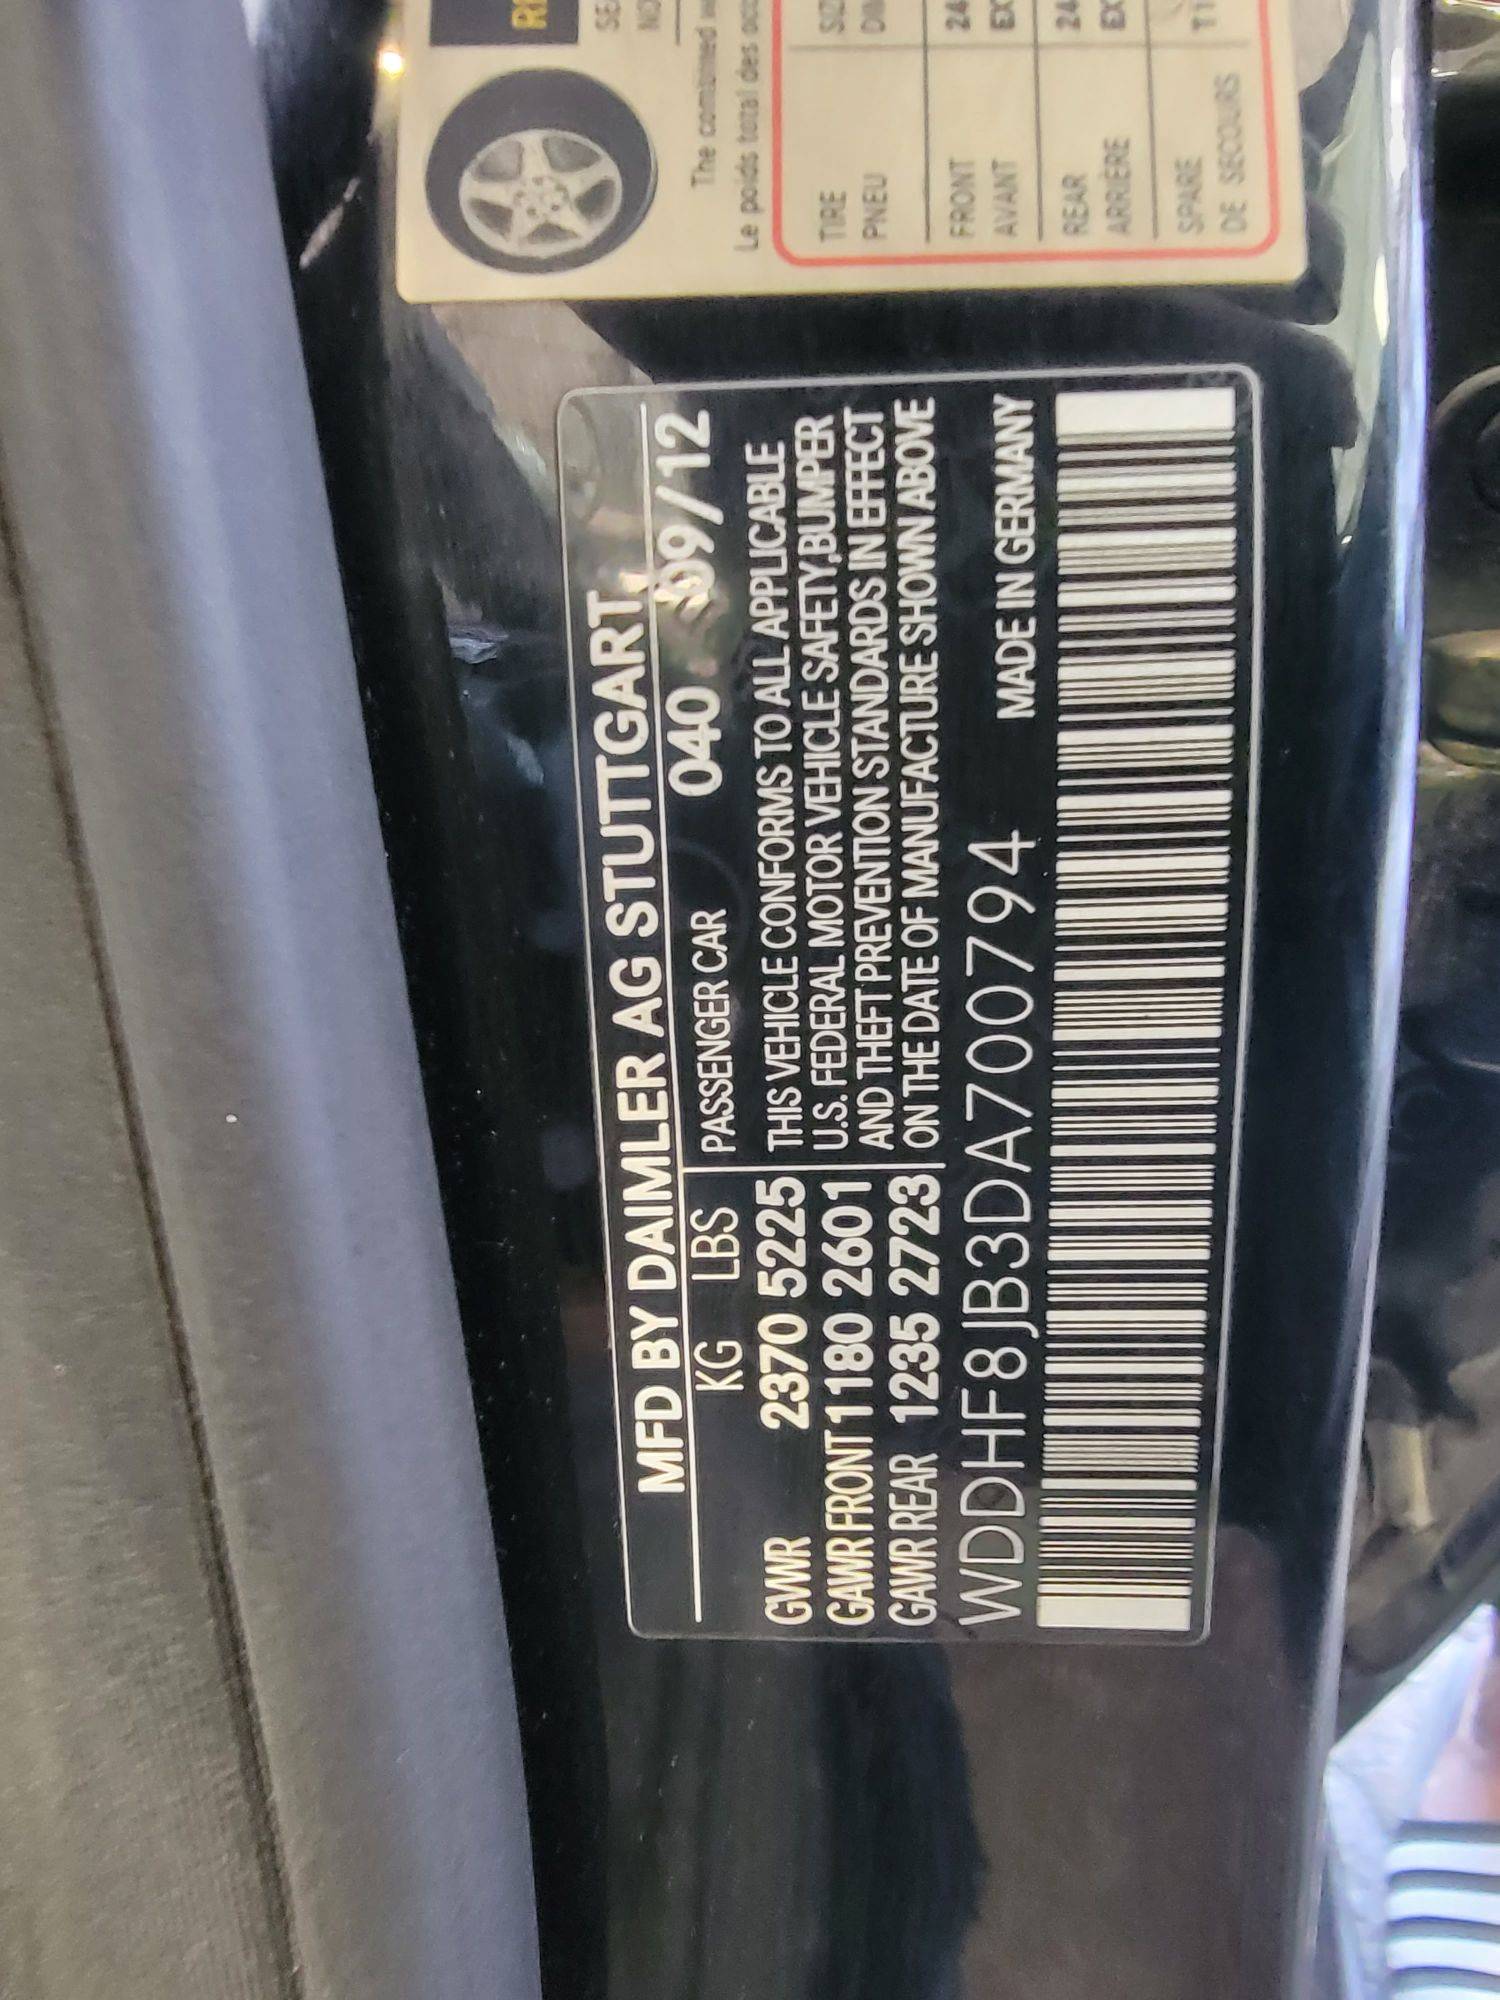 MFD BY DAIMLER AG STUTTGART
KG LBS PASSENGER CAR 040 09/12
GVWR 2370 5225 THIS VEHICLE CONFORMS TO ALL APPLICABLE
GAWR FRONT 1180 2601 U.S. FEDERAL MOTOR VEHICLE SAFETY,BUMPER
GAWR REAR 1235 2723 AND THEFT PREVENTION STANDARDS IN EFFECT
ON THE DATE OF MANUFACTURE SHOWN ABOVE
WDDHF8JB3DA700794 MADE IN GERMANY
The combined
Le poids total des
TIRE
PNEU
FRONT 24
AVANT
REAR 24
ARRIÈRE
SPARE
DE SECOURS